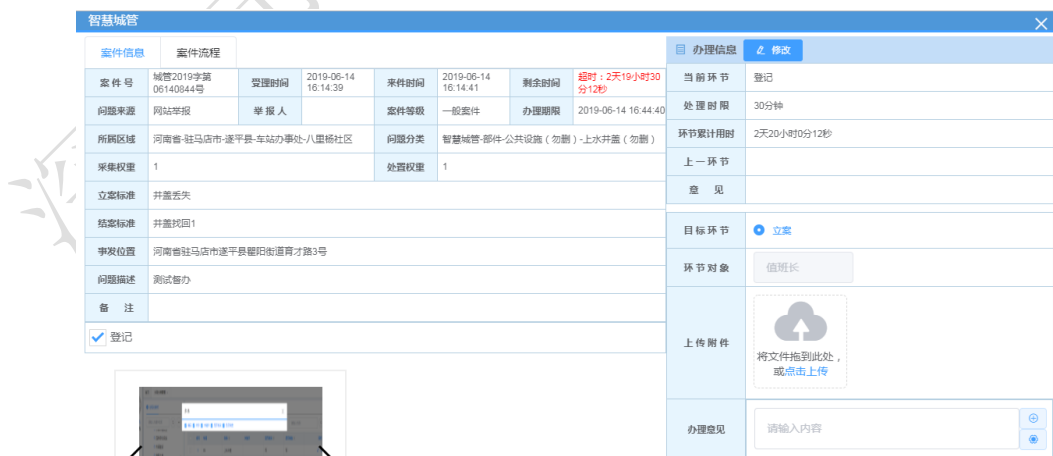 智慧城管
案件信息 案件流程
案件号 城管2019字第06140844号 受理时间 2019-06-14 16:14:39 来件时间 2019-06-14 16:14:41 剩余时间 超时：2天19小时30分12秒
问题来源 网站举报 举报人 案件等级 一般案件 办理期限 2019-06-14 16:44:40
所属区域 河南省-驻马店市-遂平县-车站办事处-八里杨社区 问题分类 智慧城管-部件-公共设施（勿删）-上水井盖（勿删）
采集权重 1 处置权重 1
立案标准 井盖丢失
结案标准 井盖找回1
事发位置 河南省驻马店市遂平县瞿阳街道育才路3号
问题描述 测试督办
备 注
登记
办理信息 修改
当前环节 登记
处理时限 30分钟
环节累计用时 2天20小时0分12秒
上一环节
意 见
目标环节 立案
环节对象 值班长
上传附件 将文件拖到此处，
或点击上传
办理意见 请输入内容